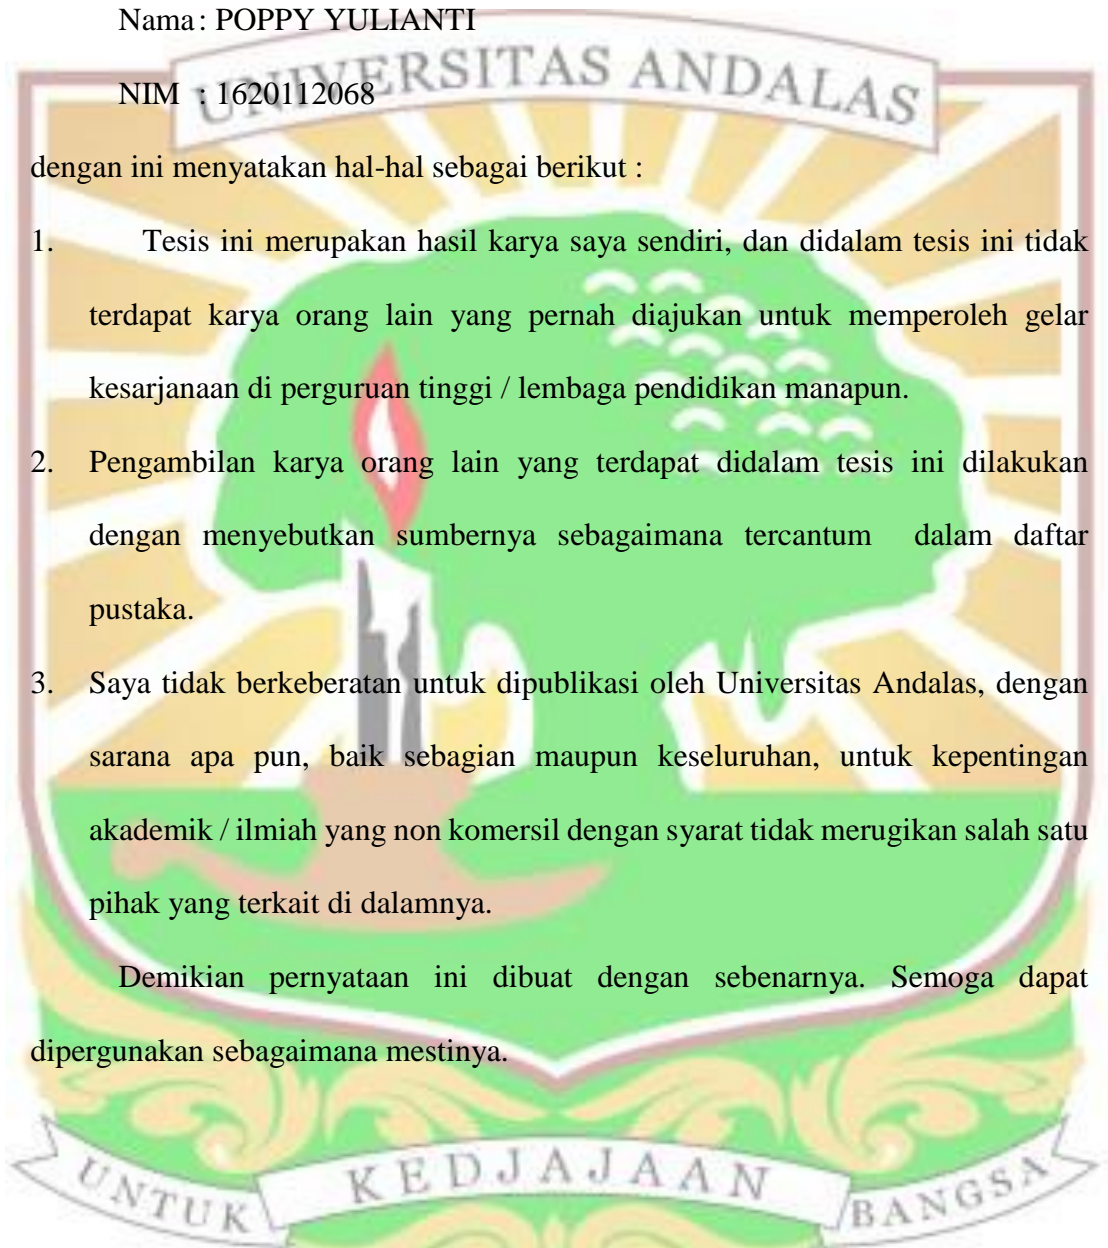 Nama : POPPY YULIANTI
UNIVERSITAS ANDALAS
NIM : 1620112068
dengan ini menyatakan hal-hal sebagai berikut :
1. Tesis ini merupakan hasil karya saya sendiri, dan didalam tesis ini tidak
terdapat karya orang lain yang pernah diajukan untuk memperoleh gelar
kesarjanaan di perguruan tinggi / lembaga pendidikan manapun.
2. Pengambilan karya orang lain yang terdapat didalam tesis ini dilakukan
dengan menyebutkan sumbernya sebagaimana tercantum dalam daftar
pustaka.
3. Saya tidak berkeberatan untuk dipublikasi oleh Universitas Andalas, dengan
sarana apa pun, baik sebagian maupun keseluruhan, untuk kepentingan
akademik / ilmiah yang non komersil dengan syarat tidak merugikan salah satu
pihak yang terkait di dalamnya.
Demikian pernyataan ini dibuat dengan sebenarnya. Semoga dapat
dipergunakan sebagaimana mestinya.
UNTUK KEDJAJAAN BANGSA